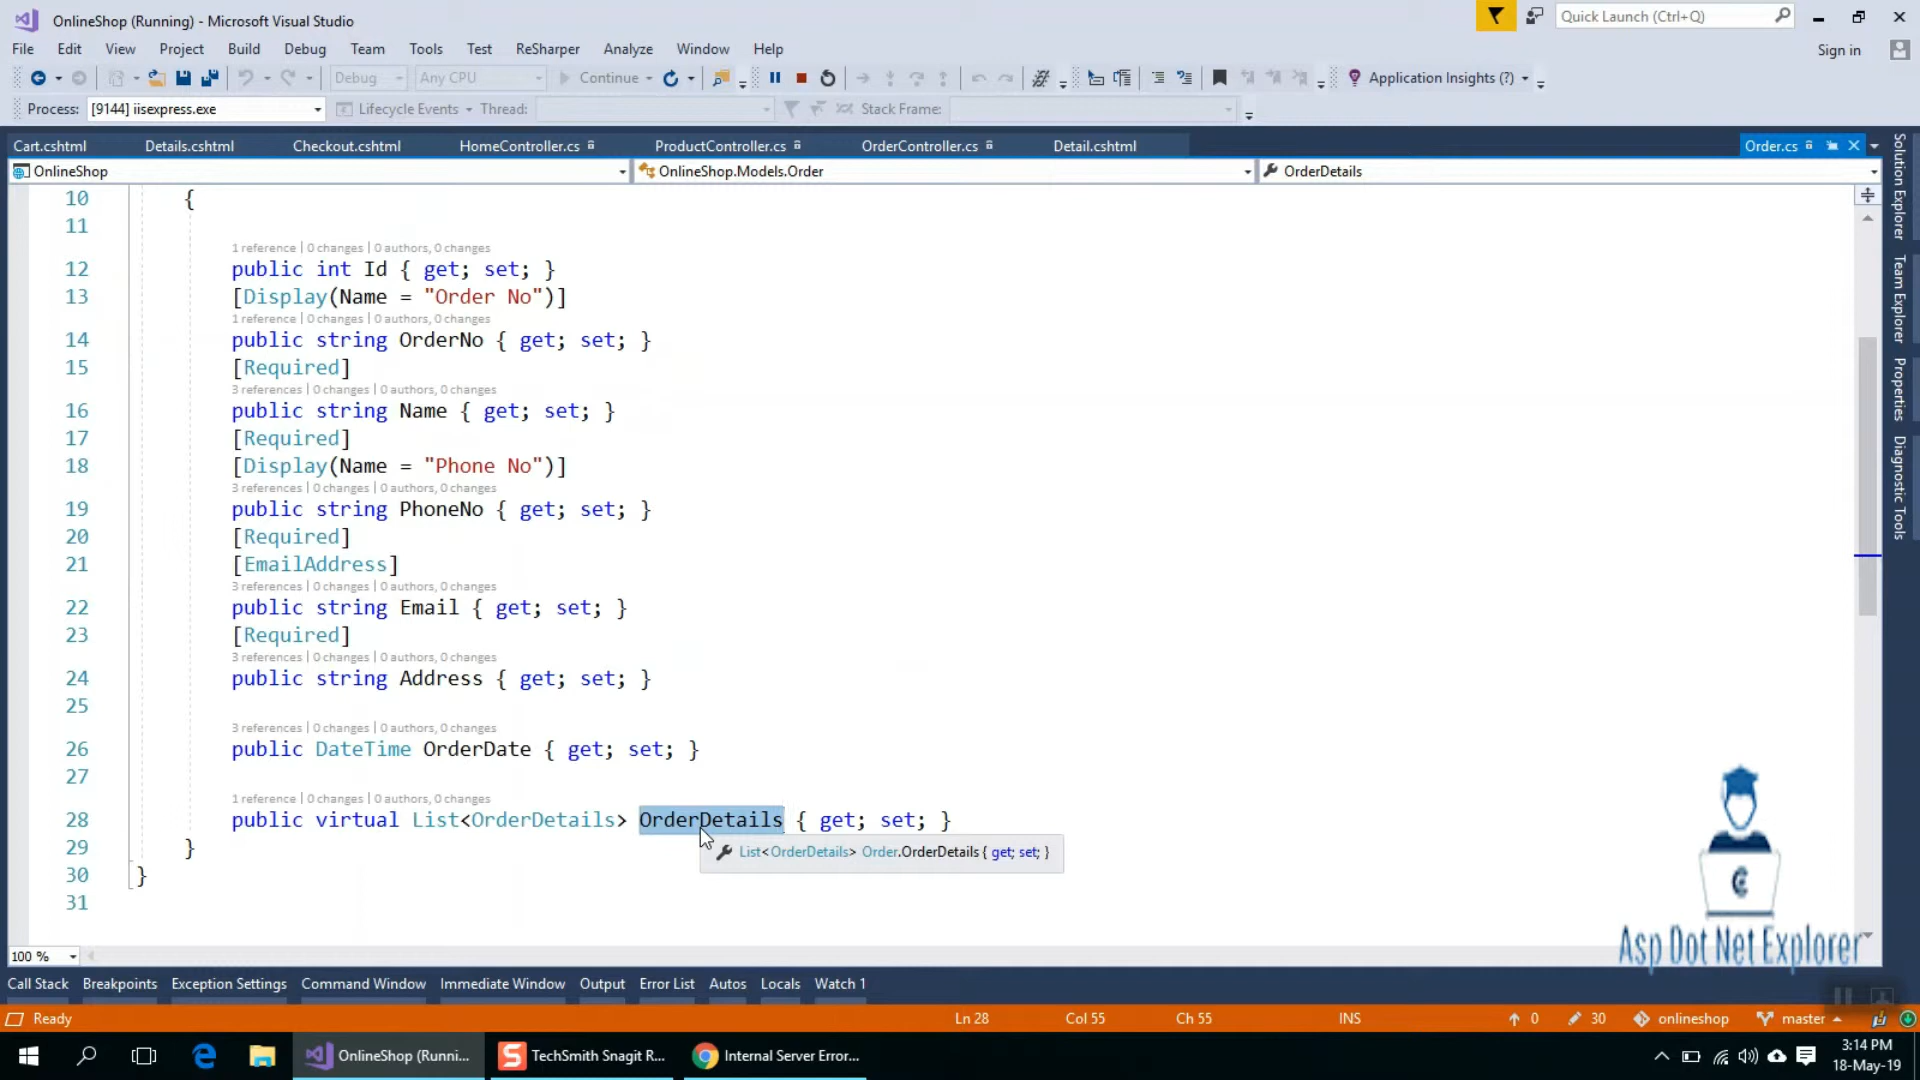 OnlineShop (Running) - Microsoft Visual Studio
Quick Launch (Ctrl+Q)
File Edit View Project Build Debug Team Tools Test ReSharper Analyze Window Help
Sign in
Debug Any CPU Continue Application Insights (?)
Process: [9144] iisexpress.exe Lifecycle Events Thread: Stack Frame:
Cart.cshtml Details.cshtml Checkout.cshtml HomeController.cs ProductController.cs OrderController.cs Detail.cshtml Order.cs
OnlineShop OnlineShop.Models.Order OrderDetails
10 {
11
1 reference | 0 changes | 0 authors, 0 changes
12 public int Id { get; set; }
13 [Display(Name = "Order No")]
1 reference | 0 changes | 0 authors, 0 changes
14 public string OrderNo { get; set; }
15 [Required]
3 references | 0 changes | 0 authors, 0 changes
16 public string Name { get; set; }
17 [Required]
18 [Display(Name = "Phone No")]
3 references | 0 changes | 0 authors, 0 changes
19 public string PhoneNo { get; set; }
20 [Required]
21 [EmailAddress]
3 references | 0 changes | 0 authors, 0 changes
22 public string Email { get; set; }
23 [Required]
3 references | 0 changes | 0 authors, 0 changes
24 public string Address { get; set; }
25
3 references | 0 changes | 0 authors, 0 changes
26 public DateTime OrderDate { get; set; }
27
1 reference | 0 changes | 0 authors, 0 changes
28 public virtual List<OrderDetails> OrderDetails { get; set; }
29 }
List<OrderDetails> Order.OrderDetails { get; set; }
30 }
31
Solution Explorer
Team Explorer
Properties
Diagnostic Tools
Asp Dot Net Explorer
100 %
Call Stack Breakpoints Exception Settings Command Window Immediate Window Output Error List Autos Locals Watch 1
Ready Ln 28 Col 55 Ch 55 INS 0 30 onlineshop master
OnlineShop (Runni... TechSmith Snagit R... Internal Server Error...
3:14 PM
18-May-19